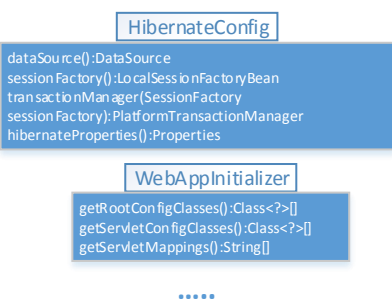 HibernateConfig
dataSource():DataSource
sessionFactory():LocalSessionFactoryBean
transactionManager(SessionFactory
sessionFactory):PlatformTransactionManager
hibernateProperties():Properties
WebAppInitializer
getRootConfigClasses():Class<?>[]
getServletConfigClasses():Class<?>[]
getServletMappings():String[]
.....